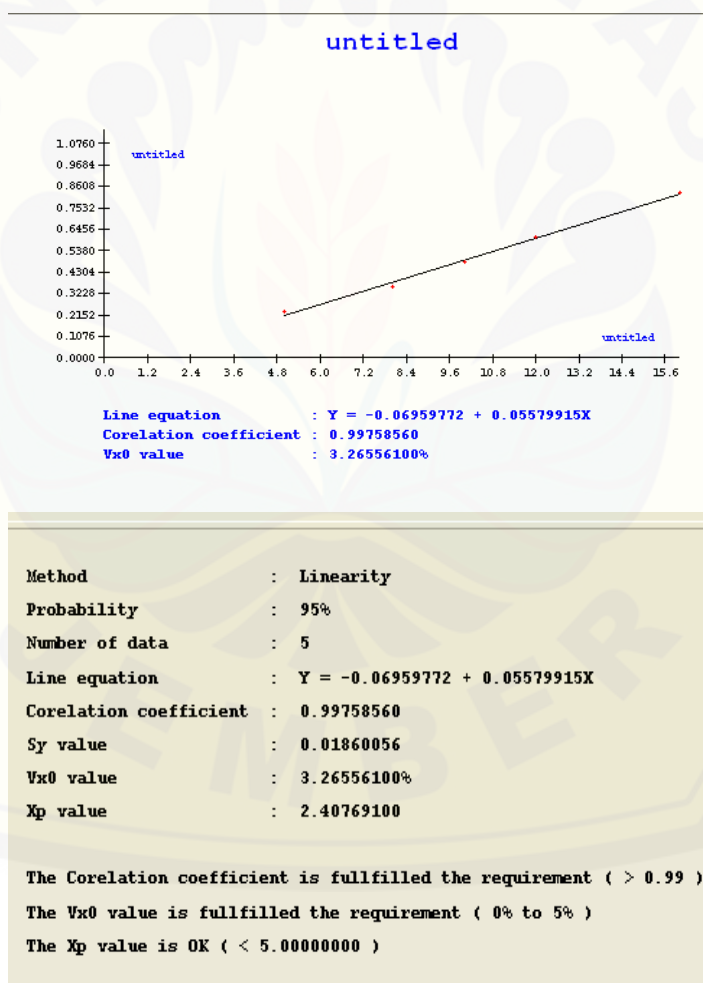 untitled
1.0760
untitled
0.9684
0.8608
0.7532
0.6456
0.5380
0.4304
0.3228
0.2152
0.1076
untitled
0.0000
0.0 1.2 2.4 3.6 4.8 6.0 7.2 8.4 9.6 10.8 12.0 13.2 14.4 15.6
Line equation : Y = -0.06959772 + 0.05579915X
Corelation coefficient : 0.99758560
Vx0 value : 3.26556100%
Method : Linearity
Probability : 95%
Number of data : 5
Line equation : Y = -0.06959772 + 0.05579915X
Corelation coefficient : 0.99758560
Sy value : 0.01860056
Vx0 value : 3.26556100%
Xp value : 2.40769100
The Corelation coefficient is fullfilled the requirement ( > 0.99 )
The Vx0 value is fullfilled the requirement ( 0% to 5% )
The Xp value is OK ( < 5.00000000 )